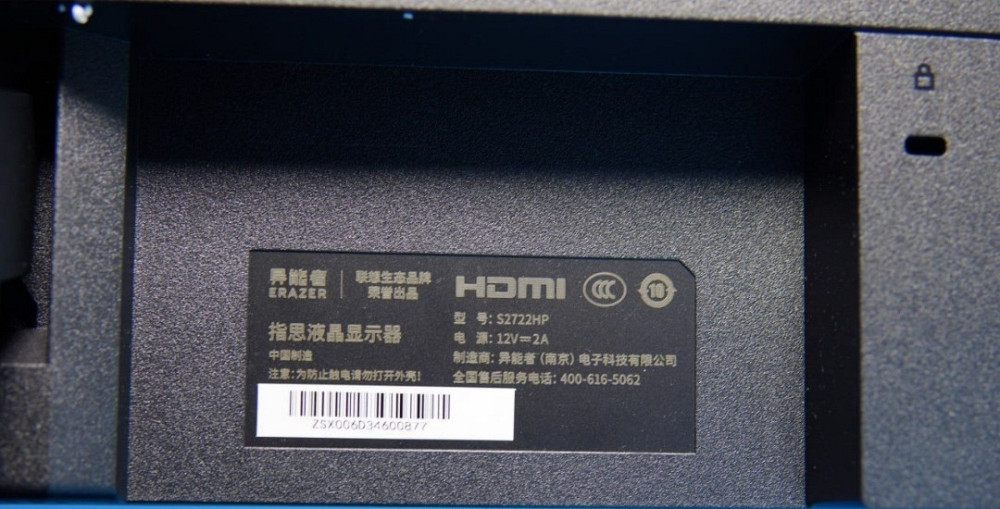 异能者
ERAZER
联想生态品牌
荣誉出品
指思液晶显示器
中国制造
注意:为防止触电请勿打开外壳!
HDMI
CCC
10
型 号: S2722HP
电 源: 12V⎓2A
制造商: 异能者 (南京) 电子科技有限公司
全国售后服务电话: 400-616-5062
ZSX006D34600877